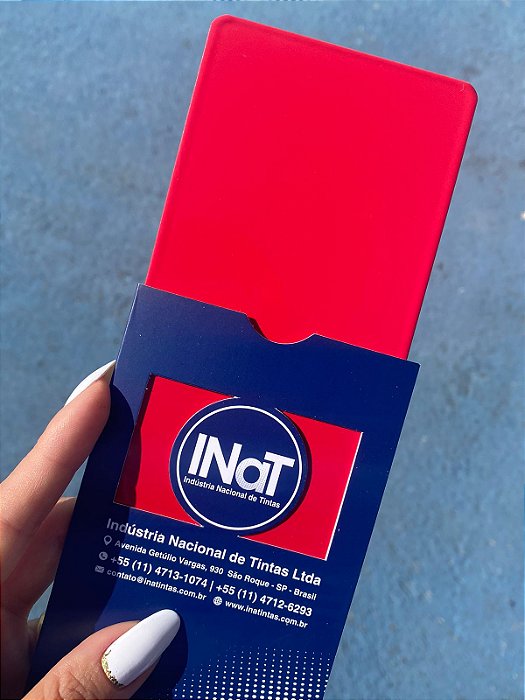 INaT
Indústria Nacional de Tintas
Indústria Nacional de Tintas Ltda
Avenida Getúlio Vargas, 930 São Roque - SP - Brasil
+55 (11) 4713-1074 | +55 (11) 4712-6293
contato@inatintas.com.br www.inatintas.com.br